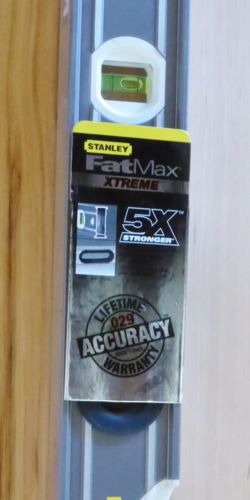 STANLEY
FatMax
XTREME
5X
STRONGER
LIFETIME
029
ACCURACY
WARRANTY